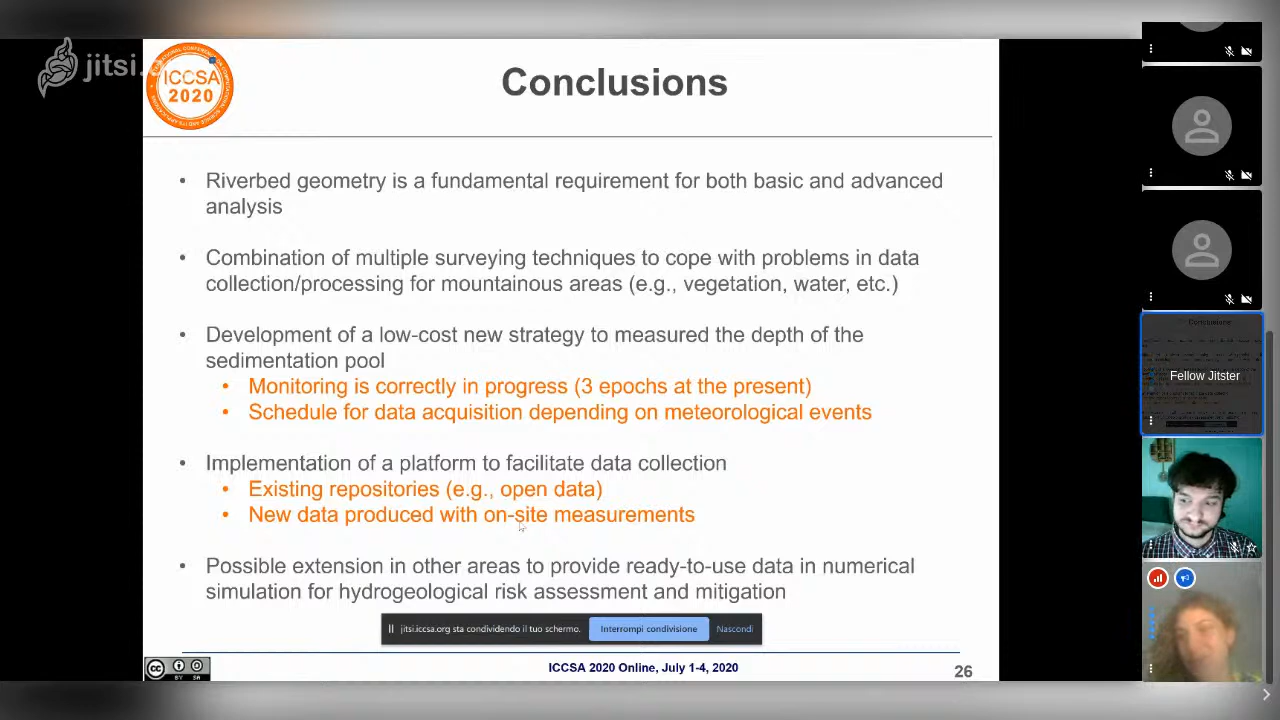 jitsi.
ICCSA
2020
Conclusions
• Riverbed geometry is a fundamental requirement for both basic and advanced
analysis
• Combination of multiple surveying techniques to cope with problems in data
collection/processing for mountainous areas (e.g., vegetation, water, etc.)
• Development of a low-cost new strategy to measured the depth of the
sedimentation pool
• Monitoring is correctly in progress (3 epochs at the present)
• Schedule for data acquisition depending on meteorological events
• Implementation of a platform to facilitate data collection
• Existing repositories (e.g., open data)
• New data produced with on-site measurements
• Possible extension in other areas to provide ready-to-use data in numerical
simulation for hydrogeological risk assessment and mitigation
jitsi.iccsa.org sta condividendo il tuo schermo.
Interrompi condivisione
Nascondi
ICCSA 2020 Online, July 1-4, 2020
26
BY SA
Fellow Jitster